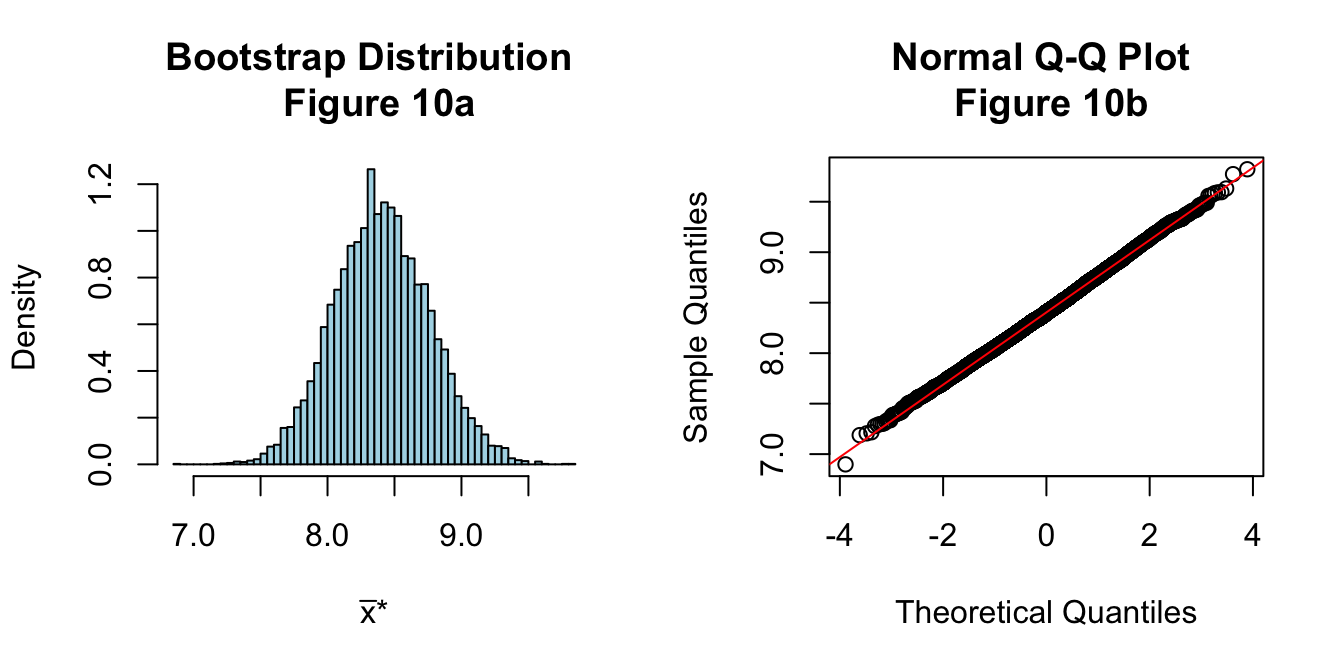 Bootstrap Distribution
Figure 10a
Density
0.0 0.4 0.8 1.2
7.0 8.0 9.0
x̅*
Normal Q-Q Plot
Figure 10b
Sample Quantiles
7.0 8.0 9.0
-4 -2 0 2 4
Theoretical Quantiles